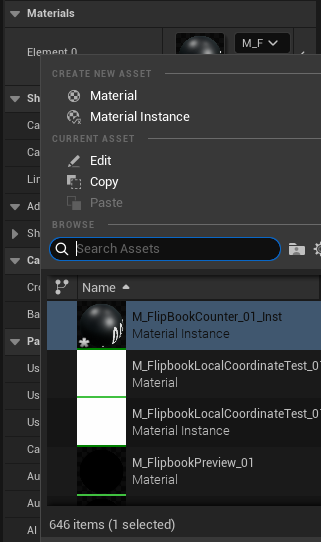 Materials
Element 0
M_F
CREATE NEW ASSET
Material
Material Instance
CURRENT ASSET
Edit
Copy
Paste
BROWSE
Search Assets
Name
M_FlipBookCounter_01_Inst
Material Instance
M_FlipbookLocalCoordinateTest_01
Material
M_FlipbookLocalCoordinateTest_01
Material Instance
M_FlipbookPreview_01
Material
646 items (1 selected)
Sh
Ca
Ca
Lin
Ad
Sh
Ca
Cro
Ba
Pa
Us
Us
Us
Ca
Au
Au
Al